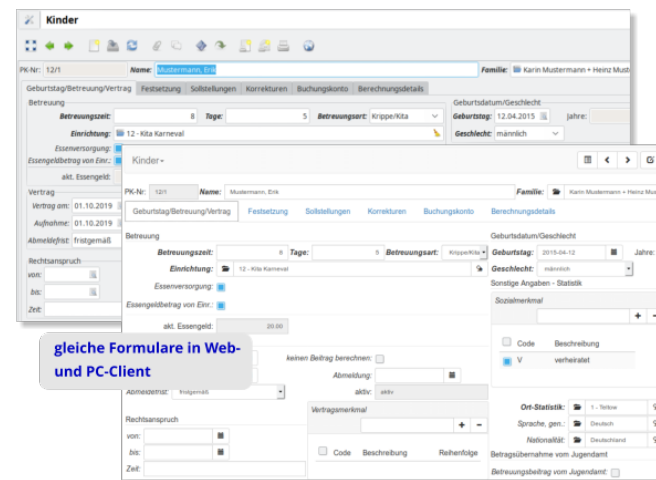 Kinder
PK-Nr: 12/1 Name: Mustermann, Erik Familie: Karin Mustermann + Heinz Must
Geburtstag/Betreuung/Vertrag Festsetzung Sollstellungen Korrekturen Buchungskonto Berechnungsdetails
Betreuung Geburtsdatum/Geschlecht
Betreuungszeit: 8 Tage: 5 Betreuungsart: Krippe/Kita Geburtstag: 12.04.2015 Jahre:
Einrichtung: 12 - Kita Karneval Geschlecht: männlich
Essenversorgung:
Essengeldbetrag von Einr.:
akt. Essengeld:
Vertrag
Vertrag am: 01.10.2019
Aufnahme: 01.10.2019
Abmeldefrist: fristgemäß
Rechtsanspruch
von:
bis:
Zeit:
Kinder
PK-Nr: 12/1 Name: Mustermann, Erik Familie: Karin Mustermann + Heinz Mus
Geburtstag/Betreuung/Vertrag Festsetzung Sollstellungen Korrekturen Buchungskonto Berechnungsdetails
Betreuung Geburtsdatum/Geschlecht
Betreuungszeit: 8 Tage: 5 Betreuungsart: Krippe/Kita Geburtstag: 2015-04-12 Jahre:
Einrichtung: 12 - Kita Karneval Geschlecht: männlich
Essenversorgung: Sonstige Angaben - Statistik
Essengeldbetrag von Einr.: Sozialmerkmal
akt. Essengeld: 20.00
Code Beschreibung
V verheiratet
gleiche Formulare in Web-
und PC-Client
keinen Beitrag berechnen:
Abmeldung:
Abmeldefrist: fristgemäß aktiv: aktiv
Vertragsmerkmal
Ort-Statistik: 1 - Teltow
Rechtsanspruch
Sprache, gen.: Deutsch
von:
Nationalität: Deutschland
bis: Code Beschreibung Reihenfolge Betragsübernahme vom Jugendamt
Zeit: Betreuungsbeitrag vom Jugendamt: